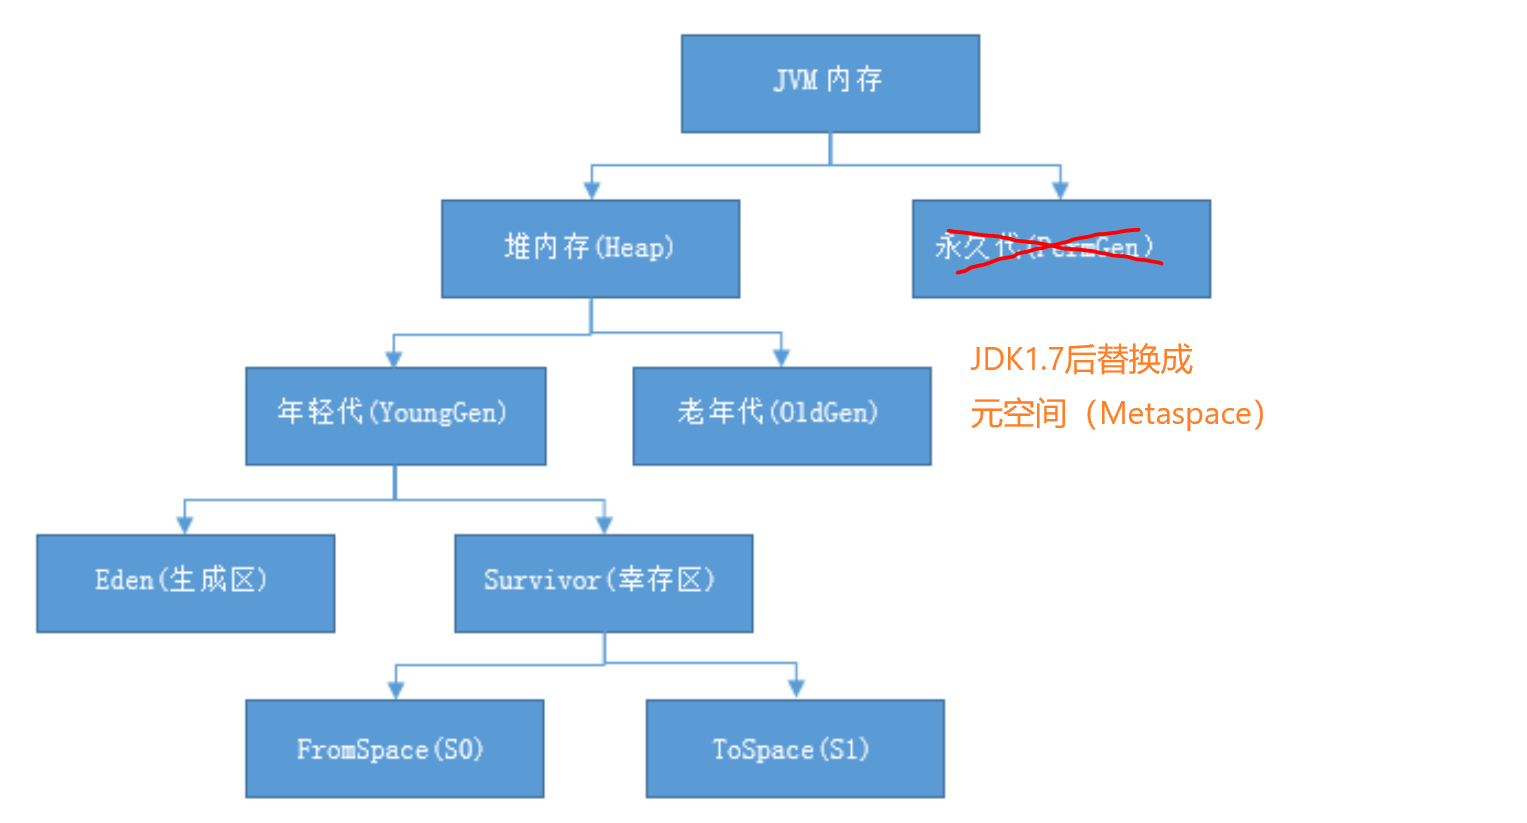 JVM 内存
堆内存(Heap)
永久代(PermGen)
年轻代(YoungGen)
老年代(OldGen)
JDK1.7后替换成
元空间（Metaspace）
Eden(生成区)
Survivor(幸存区)
FromSpace(S0)
ToSpace(S1)